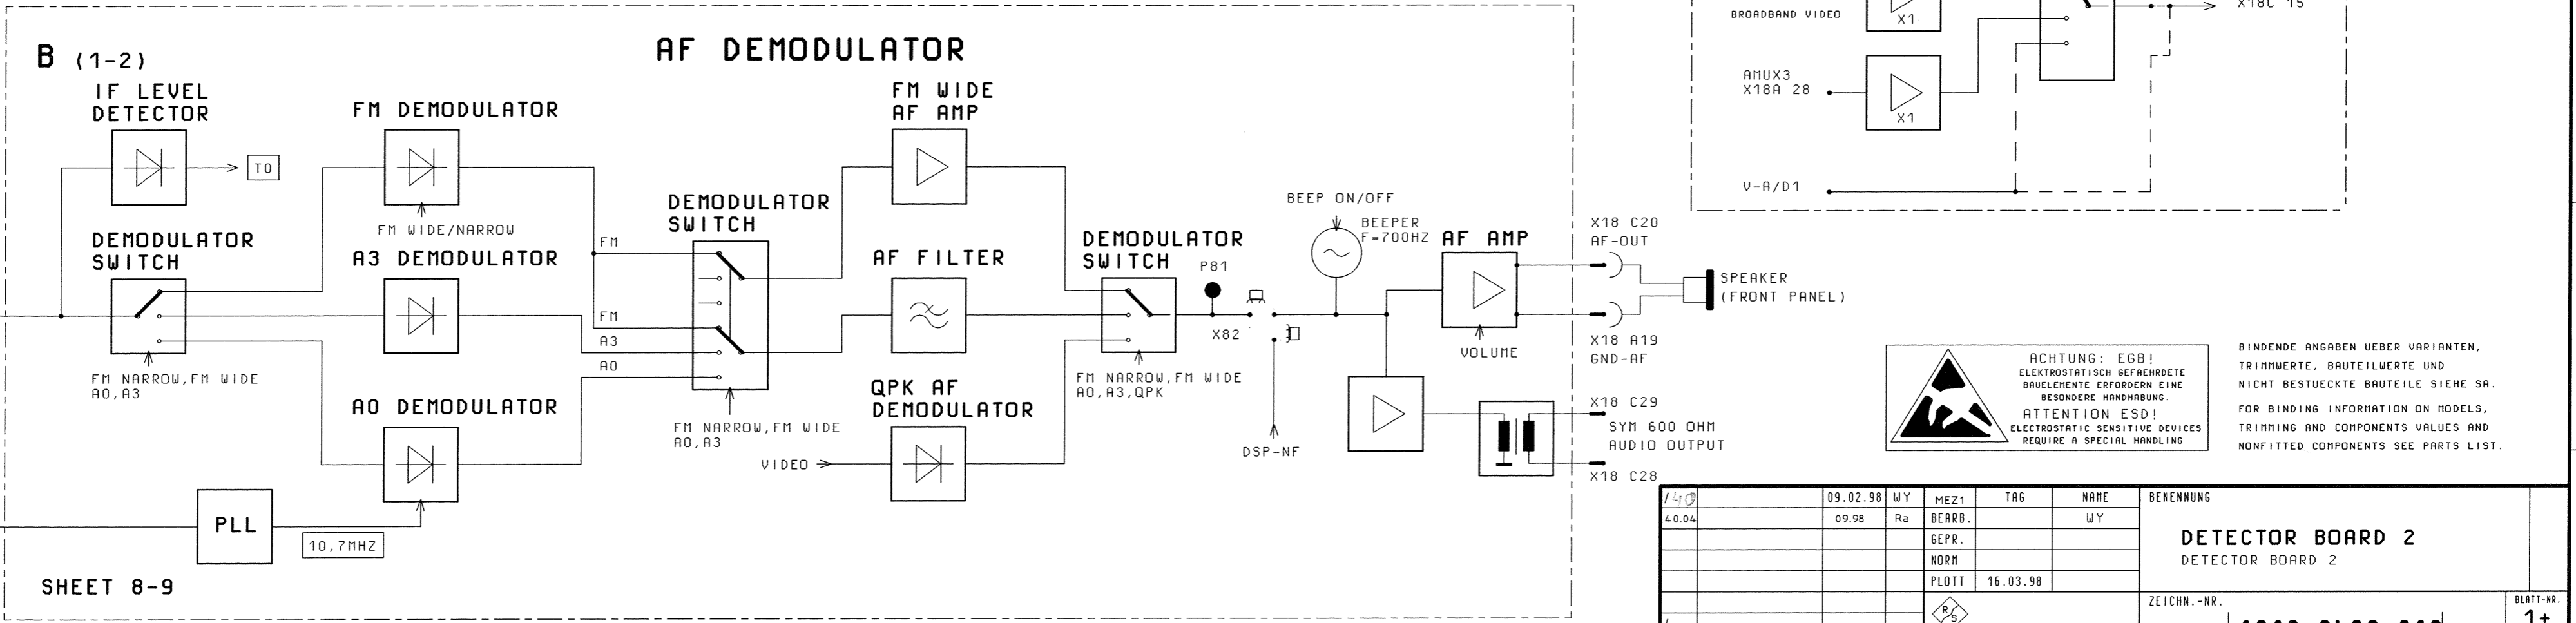 B (1-2)
AF DEMODULATOR
IF LEVEL
DETECTOR
TO
FM DEMODULATOR
FM WIDE/NARROW
DEMODULATOR
SWITCH
FM NARROW,FM WIDE
A0,A3
A3 DEMODULATOR
A0 DEMODULATOR
PLL
10,7MHZ
SHEET 8-9
FM
FM
A3
A0
DEMODULATOR
SWITCH
FM NARROW,FM WIDE
A0,A3
FM WIDE
AF AMP
AF FILTER
QPK AF
DEMODULATOR
VIDEO
DEMODULATOR
SWITCH
FM NARROW,FM WIDE
A0,A3,QPK
P81
X82
BEEP ON/OFF
BEEPER
F=700HZ
DSP-NF
AF AMP
VOLUME
X18 C20
AF-OUT
X18 A19
GND-AF
SPEAKER
(FRONT PANEL)
X18 C29
SYM 600 OHM
AUDIO OUTPUT
X18 C28
BROADBAND VIDEO
X1
X18C 15
AMUX3
X18A 28
X1
V-A/D1
ACHTUNG: EGB!
ELEKTROSTATISCH GEFAEHRDETE
BAUELEMENTE ERFORDERN EINE
BESONDERE HANDHABUNG.
ATTENTION ESD!
ELECTROSTATIC SENSITIVE DEVICES
REQUIRE A SPECIAL HANDLING
BINDENDE ANGABEN UEBER VARIANTEN,
TRIMMWERTE, BAUTEILWERTE UND
NICHT BESTUECKTE BAUTEILE SIEHE SA.
FOR BINDING INFORMATION ON MODELS,
TRIMMING AND COMPONENTS VALUES AND
NONFITTED COMPONENTS SEE PARTS LIST.
09.02.98 WY MEZ1 TAG NAME BENENNUNG
40.04 09.98 Ra BEARB. WY
GEPR.
NORM
PLOTT 16.03.98
DETECTOR BOARD 2
DETECTOR BOARD 2
R/S
ZEICHN.-NR.
BLATT-NR.
1+